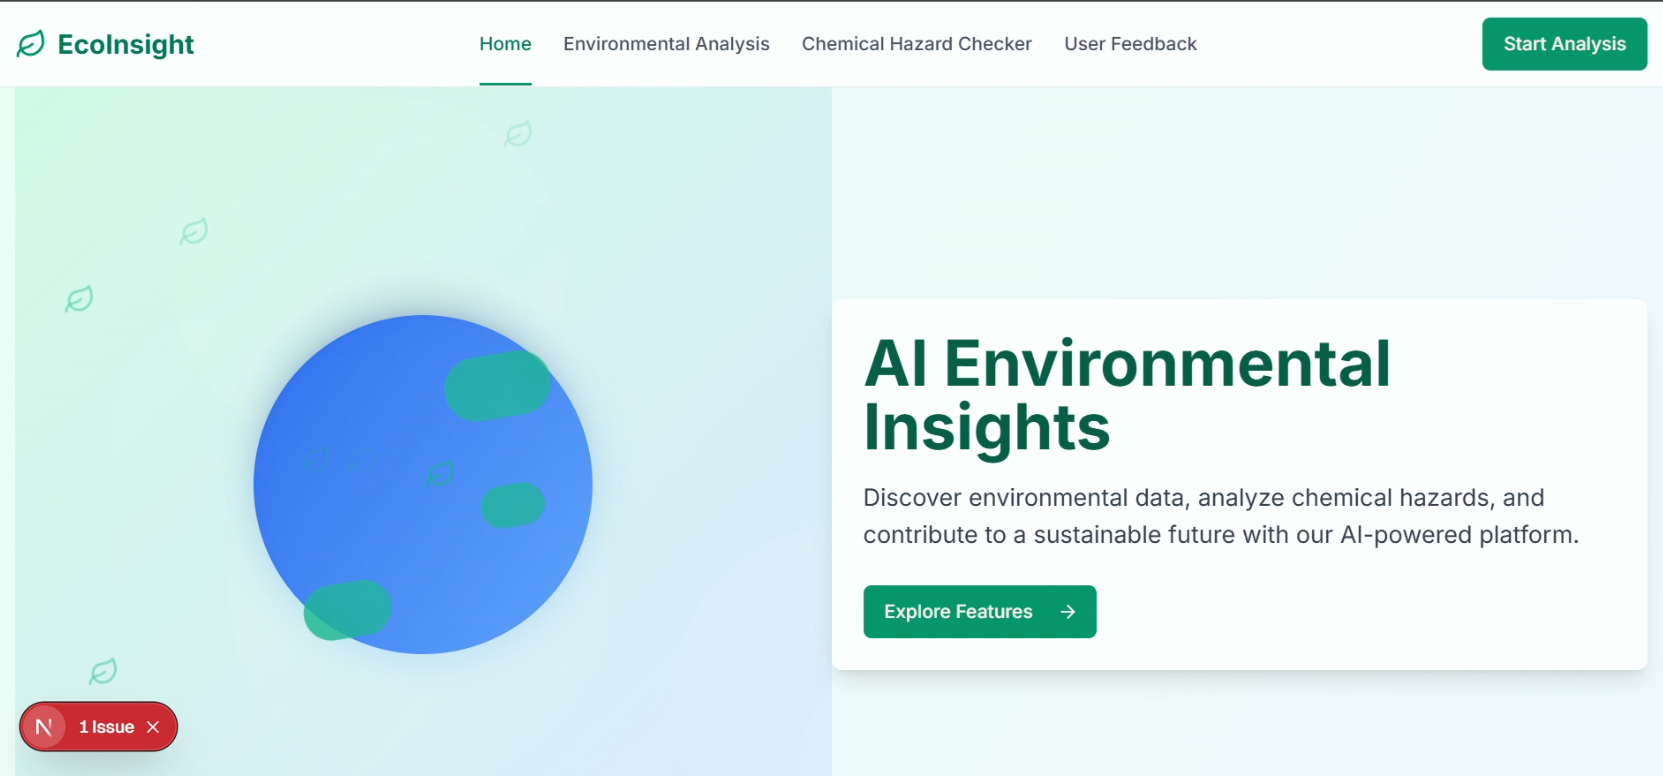 EcoInsight
Home
Environmental Analysis
Chemical Hazard Checker
User Feedback
Start Analysis
AI Environmental
Insights
Discover environmental data, analyze chemical hazards, and
contribute to a sustainable future with our AI-powered platform.
Explore Features
N
1 Issue